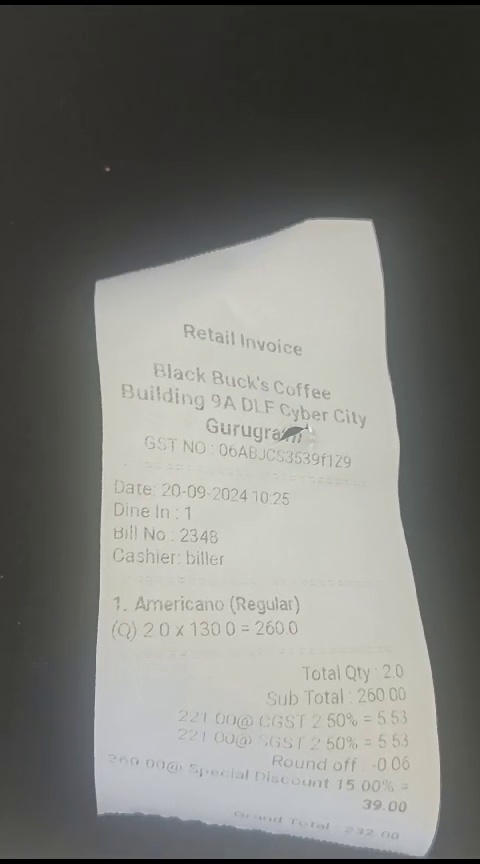 Retail Invoice
Black Buck's Coffee
Building 9A DLF Cyber City
Gurugram
GST NO : 06ABJCS3539f1Z9
Date: 20-09-2024 10:25
Dine In : 1
Bill No : 2348
Cashier: biller
1. Americano (Regular)
(Q) 2.0 x 130.0 = 260.0
Total Qty : 2.0
Sub Total : 260.00
221.00@ CGST 2.50% = 5.53
221.00@ SGST 2.50% = 5.53
Round off : -0.06
260.00@ Special Discount 15.00% =
39.00
Grand Total : 232.00